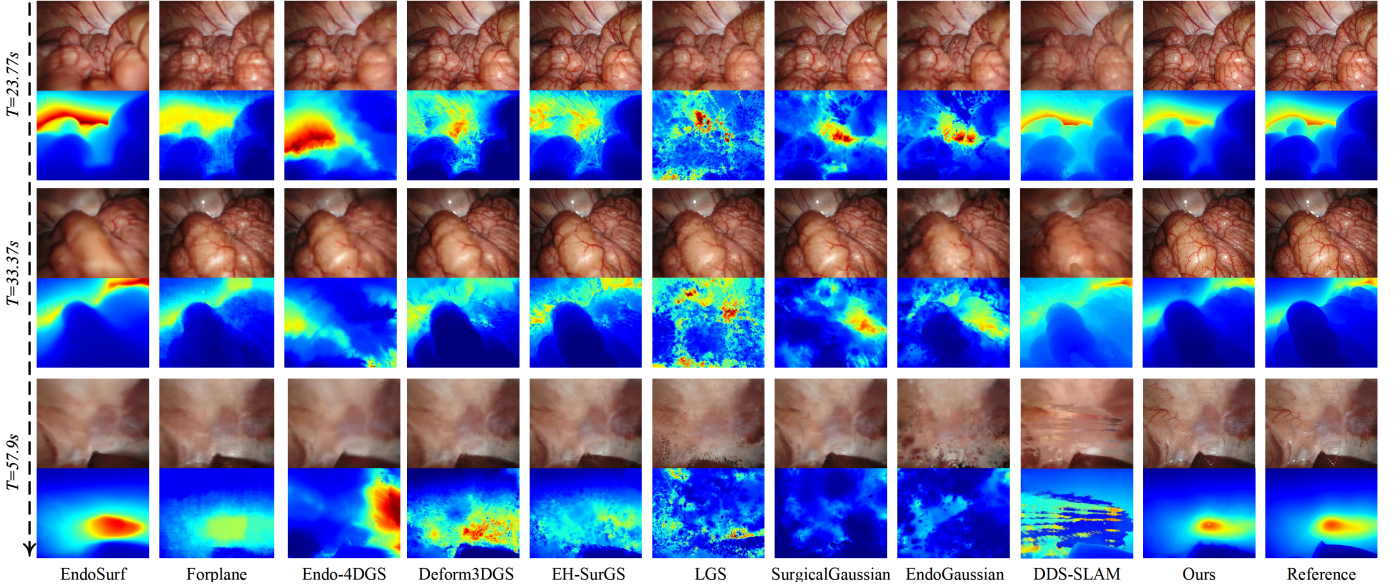 T=23.77s
T=33.37s
T=57.9s
EndoSurf Forplane Endo-4DGS Deform3DGS EH-SurGS LGS SurgicalGaussian EndoGaussian DDS-SLAM Ours Reference